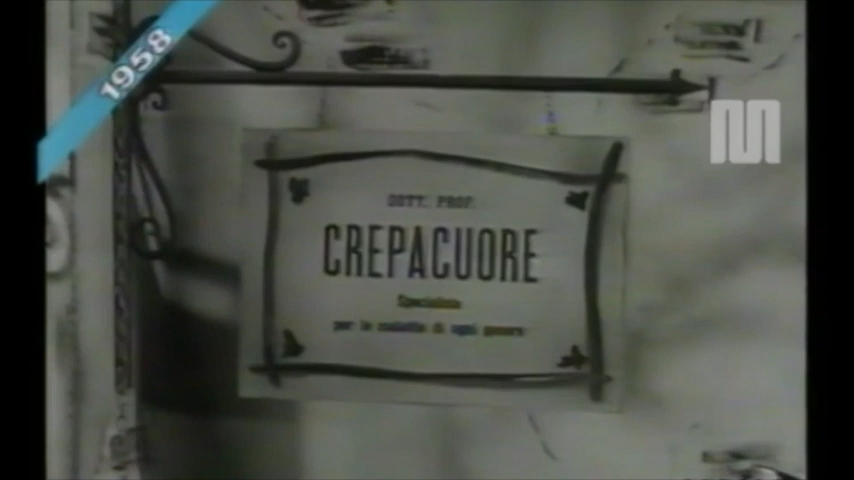 1958
DOTT. PROF.
CREPACUORE
Specialista
per le malattie di ogni genere